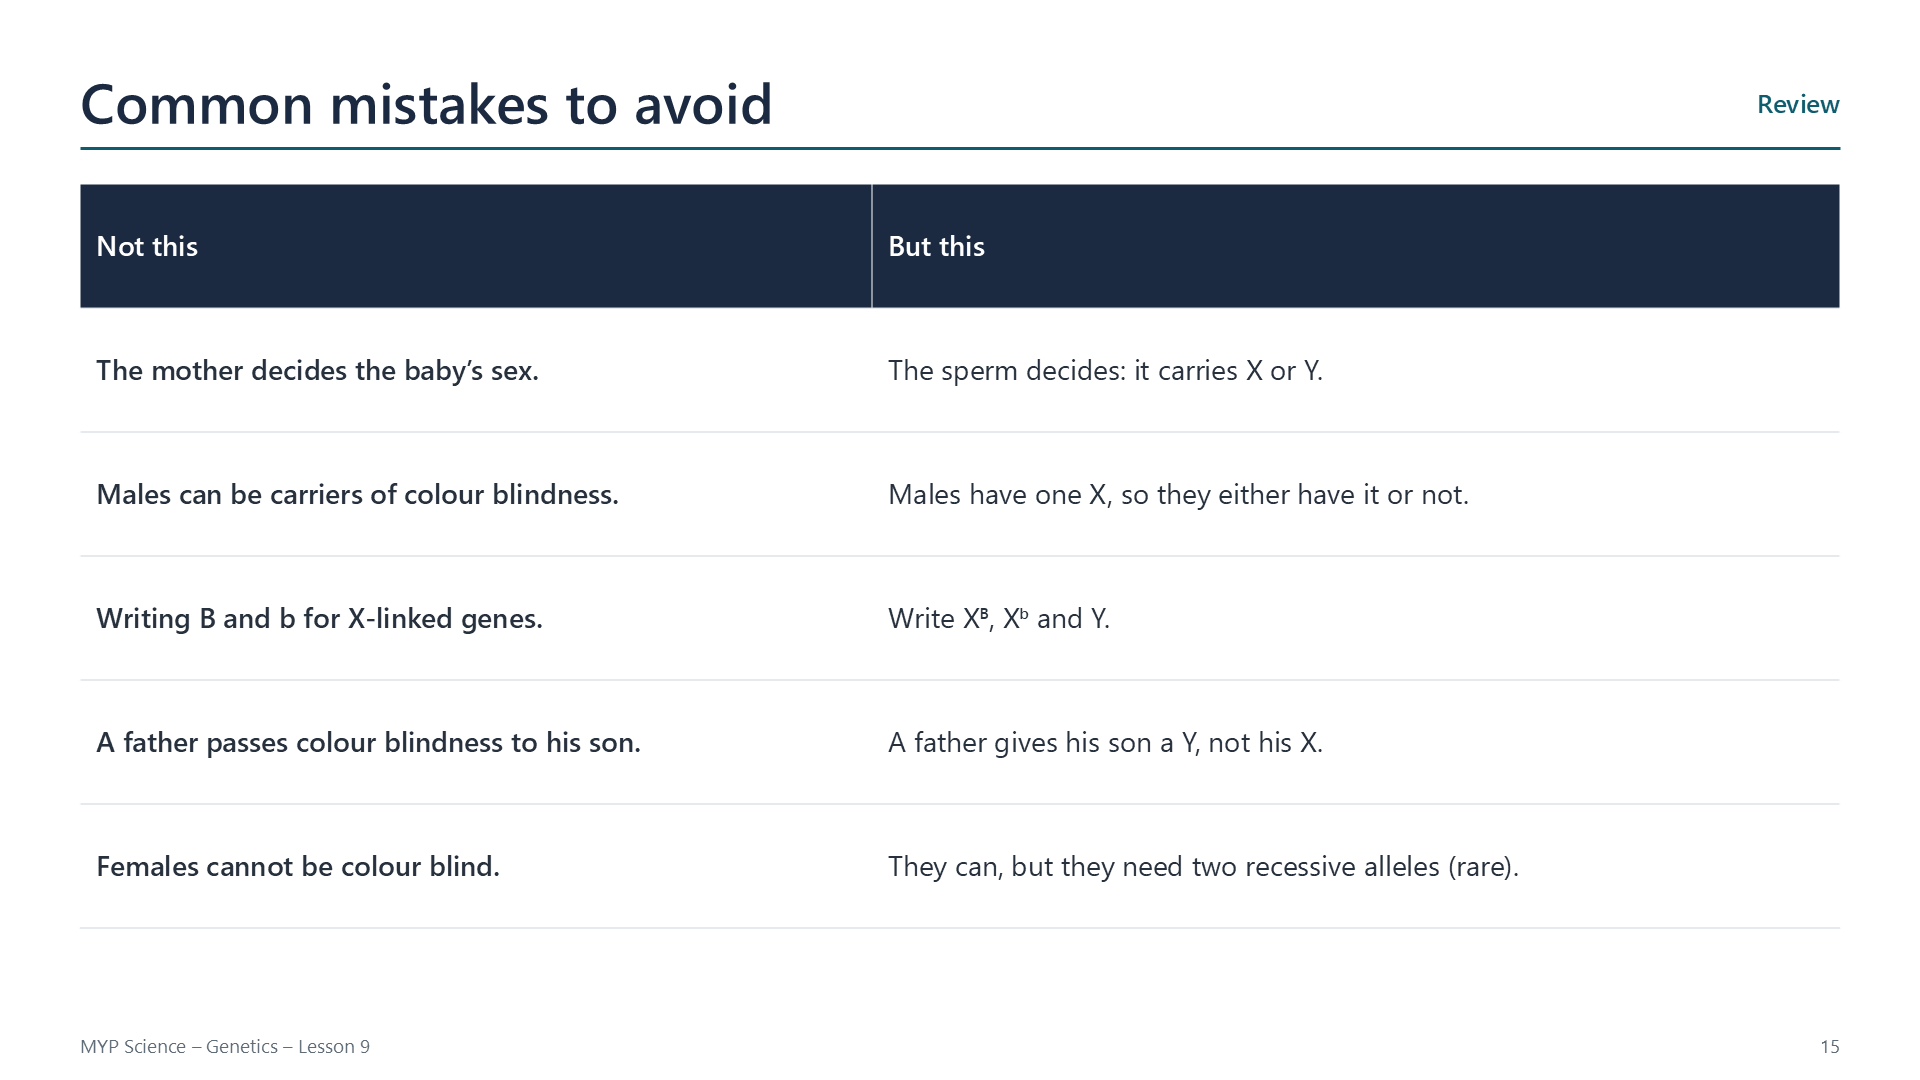 Common mistakes to avoid
Review
Not this
But this
The mother decides the baby’s sex.
The sperm decides: it carries X or Y.
Males can be carriers of colour blindness.
Males have one X, so they either have it or not.
Writing B and b for X-linked genes.
Write Xᴮ, Xᵇ and Y.
A father passes colour blindness to his son.
A father gives his son a Y, not his X.
Females cannot be colour blind.
They can, but they need two recessive alleles (rare).
MYP Science – Genetics – Lesson 9
15